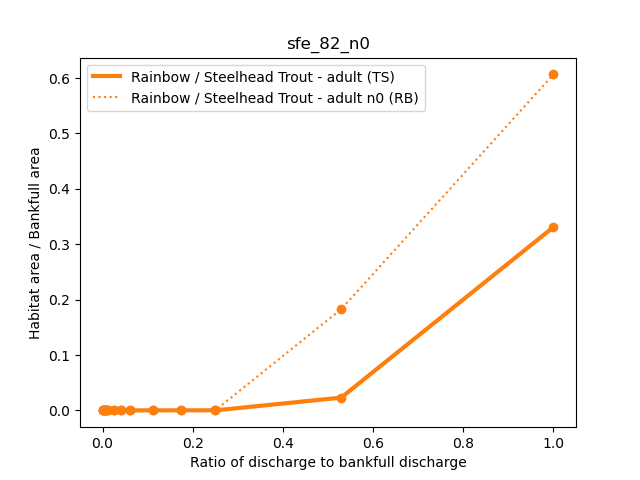 sfe_82_n0
Rainbow / Steelhead Trout - adult (TS)
Rainbow / Steelhead Trout - adult n0 (RB)
Habitat area / Bankfull area
0.6
0.5
0.4
0.3
0.2
0.1
0.0
0.0 0.2 0.4 0.6 0.8 1.0
Ratio of discharge to bankfull discharge